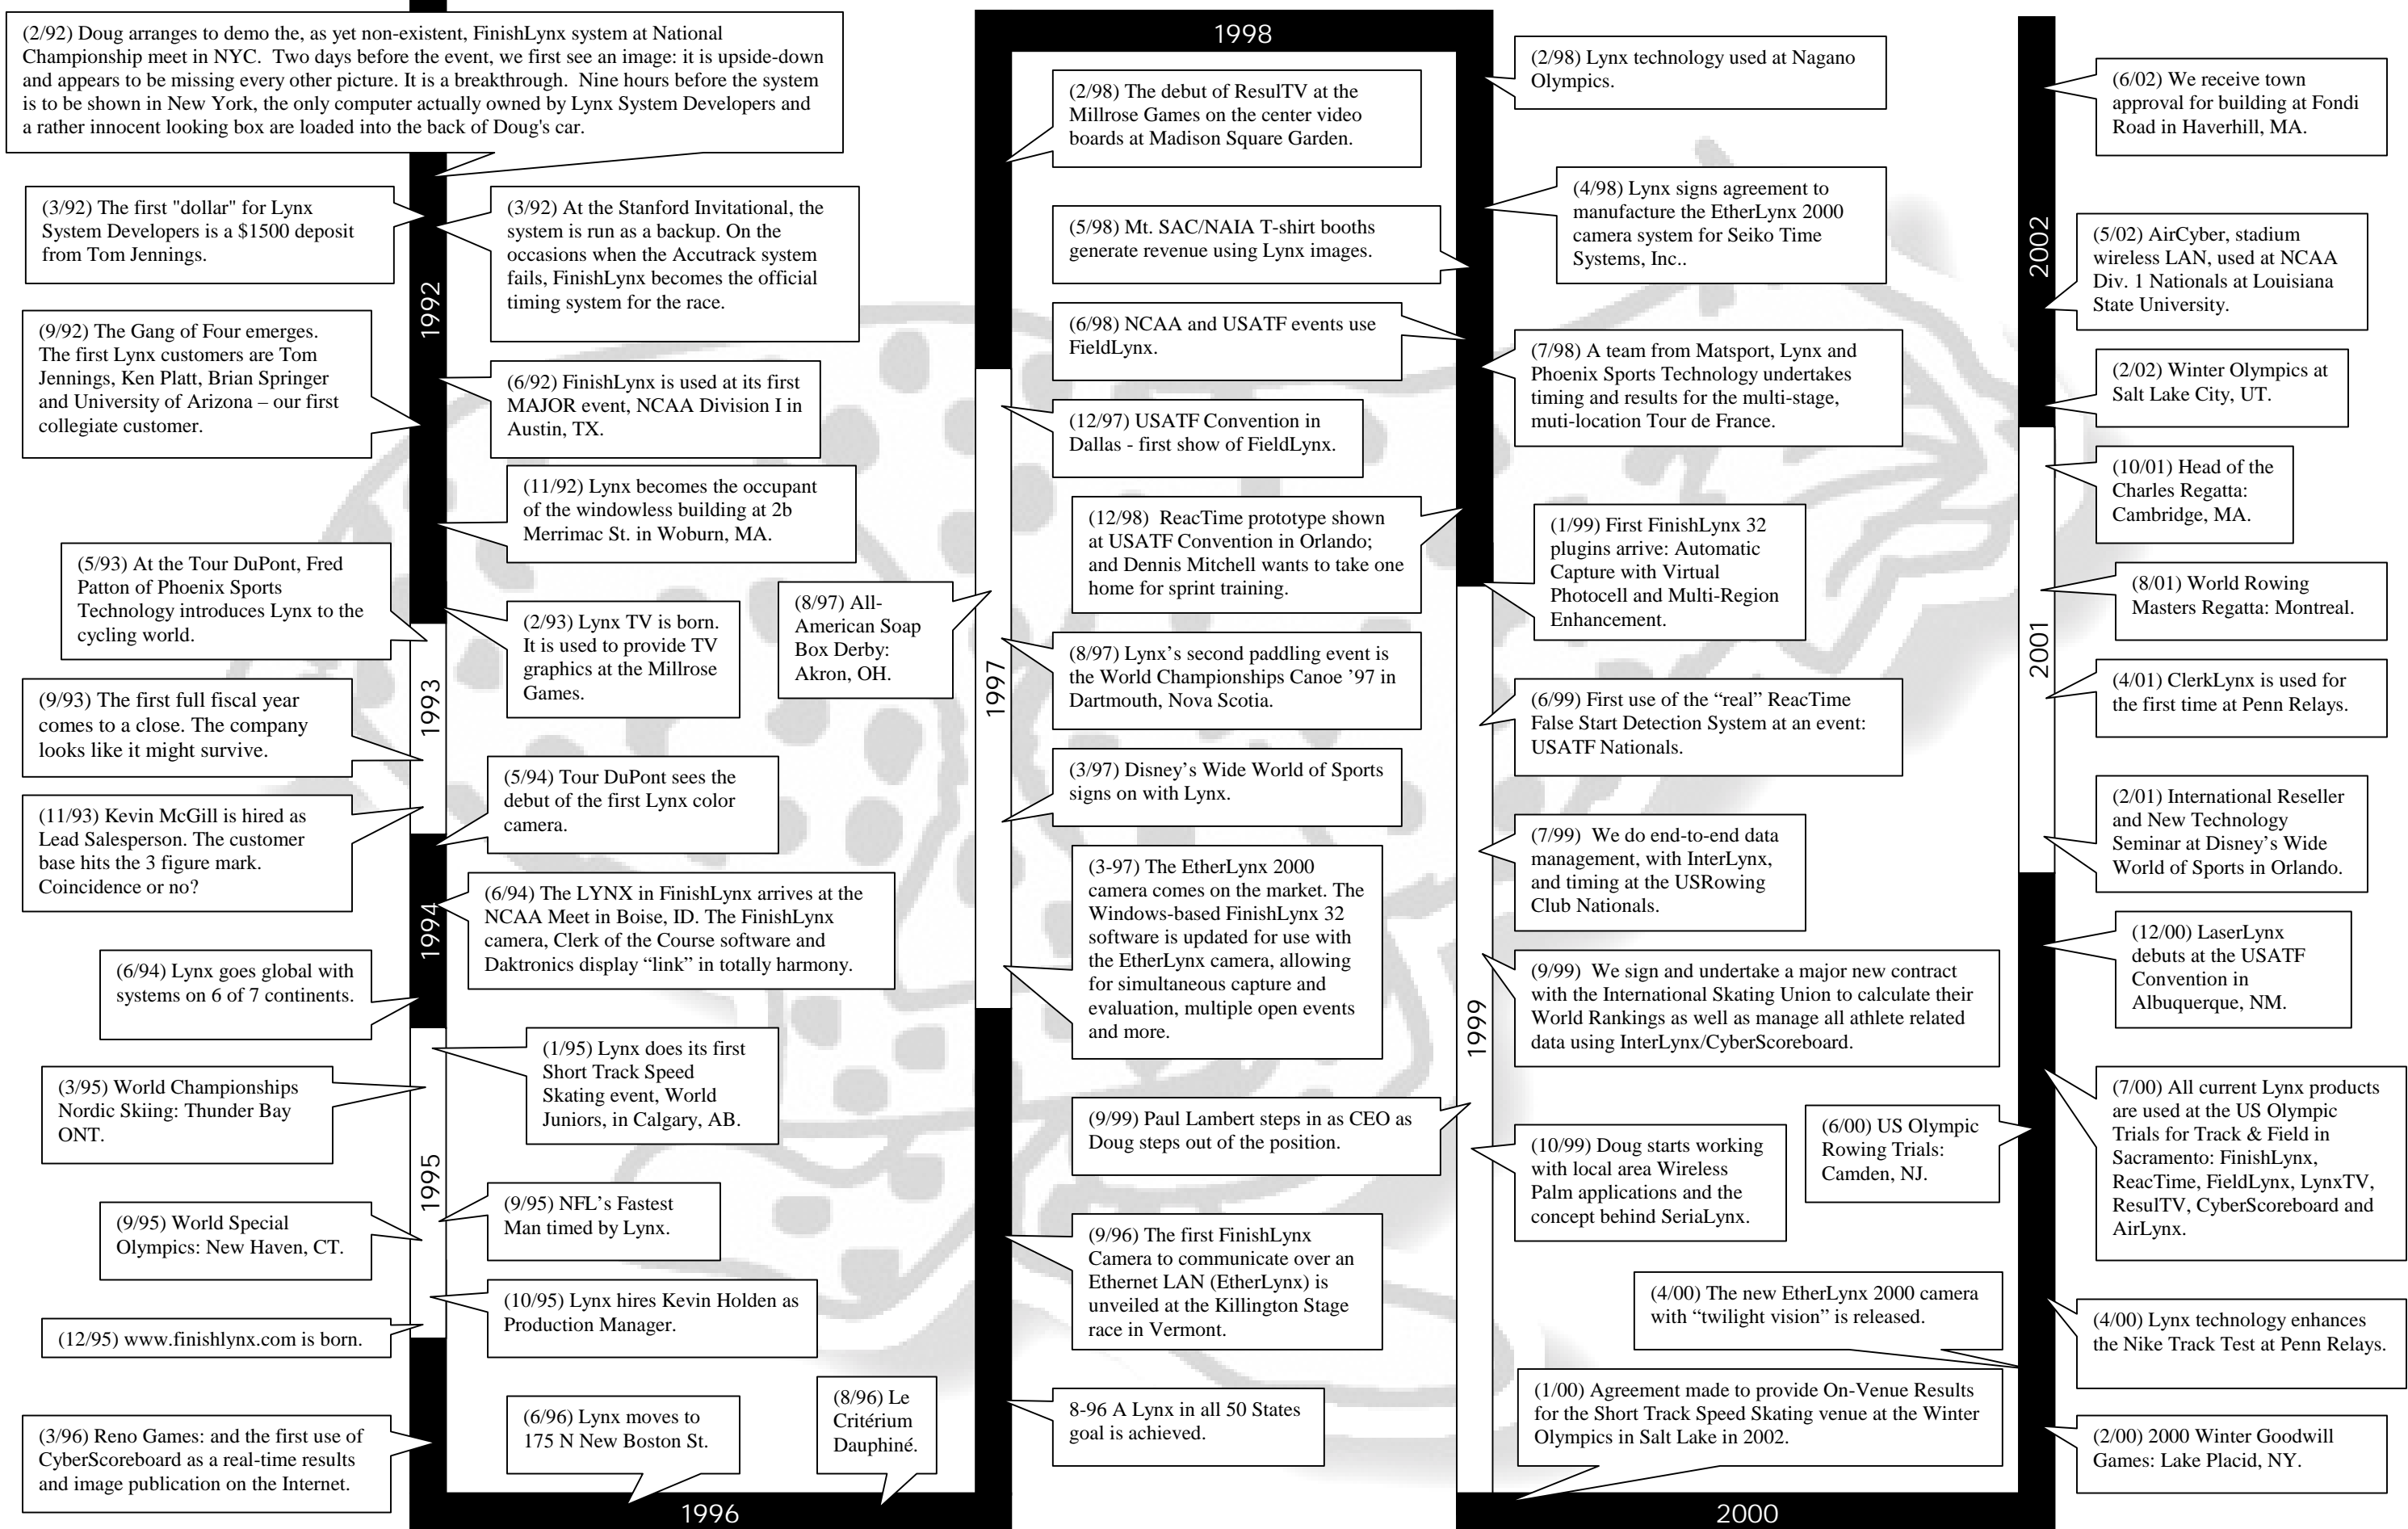 (2/92) Doug arranges to demo the, as yet non-existent, FinishLynx system at National
Championship meet in NYC.  Two days before the event, we first see an image: it is upside-down
and appears to be missing every other picture. It is a breakthrough.  Nine hours before the system
is to be shown in New York, the only computer actually owned by Lynx System Developers and
a rather innocent looking box are loaded into the back of Doug's car.
(3/92) The first "dollar" for Lynx
System Developers is a $1500 deposit
from Tom Jennings.
(3/92) At the Stanford Invitational, the
system is run as a backup. On the
occasions when the Accutrack system
fails, FinishLynx becomes the official
timing system for the race.
1992
(9/92) The Gang of Four emerges.
The first Lynx customers are Tom
Jennings, Ken Platt, Brian Springer
and University of Arizona – our first
collegiate customer.
(6/92) FinishLynx is used at its first
MAJOR event, NCAA Division I in
Austin, TX.
(11/92) Lynx becomes the occupant
of the windowless building at 2b
Merrimac St. in Woburn, MA.
(5/93) At the Tour DuPont, Fred
Patton of Phoenix Sports
Technology introduces Lynx to the
cycling world.
(2/93) Lynx TV is born.
It is used to provide TV
graphics at the Millrose
Games.
1993
(9/93) The first full fiscal year
comes to a close. The company
looks like it might survive.
(11/93) Kevin McGill is hired as
Lead Salesperson. The customer
base hits the 3 figure mark.
Coincidence or no?
(5/94) Tour DuPont sees the
debut of the first Lynx color
camera.
1994
(6/94) The LYNX in FinishLynx arrives at the
NCAA Meet in Boise, ID. The FinishLynx
camera, Clerk of the Course software and
Daktronics display “link” in totally harmony.
(6/94) Lynx goes global with
systems on 6 of 7 continents.
(1/95) Lynx does its first
Short Track Speed
Skating event, World
Juniors, in Calgary, AB.
(3/95) World Championships
Nordic Skiing: Thunder Bay
ONT.
1995
(9/95) NFL’s Fastest
Man timed by Lynx.
(9/95) World Special
Olympics: New Haven, CT.
(10/95) Lynx hires Kevin Holden as
Production Manager.
(12/95) www.finishlynx.com is born.
(3/96) Reno Games: and the first use of
CyberScoreboard as a real-time results
and image publication on the Internet.
(6/96) Lynx moves to
175 N New Boston St.
(8/96) Le
Critérium
Dauphiné.
1996
8-96 A Lynx in all 50 States
goal is achieved.
(9/96) The first FinishLynx
Camera to communicate over an
Ethernet LAN (EtherLynx) is
unveiled at the Killington Stage
race in Vermont.
(3-97) The EtherLynx 2000
camera comes on the market. The
Windows-based FinishLynx 32
software is updated for use with
the EtherLynx camera, allowing
for simultaneous capture and
evaluation, multiple open events
and more.
(3/97) Disney’s Wide World of Sports
signs on with Lynx.
1997
(8/97) Lynx’s second paddling event is
the World Championships Canoe ’97 in
Dartmouth, Nova Scotia.
(8/97) All-
American Soap
Box Derby:
Akron, OH.
(12/97) USATF Convention in
Dallas - first show of FieldLynx.
1998
(2/98) The debut of ResulTV at the
Millrose Games on the center video
boards at Madison Square Garden.
(2/98) Lynx technology used at Nagano
Olympics.
(4/98) Lynx signs agreement to
manufacture the EtherLynx 2000
camera system for Seiko Time
Systems, Inc..
(5/98) Mt. SAC/NAIA T-shirt booths
generate revenue using Lynx images.
(6/98) NCAA and USATF events use
FieldLynx.
(7/98) A team from Matsport, Lynx and
Phoenix Sports Technology undertakes
timing and results for the multi-stage,
muti-location Tour de France.
(12/98)  ReacTime prototype shown
at USATF Convention in Orlando;
and Dennis Mitchell wants to take one
home for sprint training.
(1/99) First FinishLynx 32
plugins arrive: Automatic
Capture with Virtual
Photocell and Multi-Region
Enhancement.
(6/99) First use of the “real” ReacTime
False Start Detection System at an event:
USATF Nationals.
(7/99)  We do end-to-end data
management, with InterLynx,
and timing at the USRowing
Club Nationals.
1999
(9/99)  We sign and undertake a major new contract
with the International Skating Union to calculate their
World Rankings as well as manage all athlete related
data using InterLynx/CyberScoreboard.
(9/99) Paul Lambert steps in as CEO as
Doug steps out of the position.
(10/99) Doug starts working
with local area Wireless
Palm applications and the
concept behind SeriaLynx.
(1/00) Agreement made to provide On-Venue Results
for the Short Track Speed Skating venue at the Winter
Olympics in Salt Lake in 2002.
2000
(2/00) 2000 Winter Goodwill
Games: Lake Placid, NY.
(4/00) The new EtherLynx 2000 camera
with “twilight vision” is released.
(4/00) Lynx technology enhances
the Nike Track Test at Penn Relays.
(6/00) US Olympic
Rowing Trials:
Camden, NJ.
(7/00) All current Lynx products
are used at the US Olympic
Trials for Track & Field in
Sacramento: FinishLynx,
ReacTime, FieldLynx, LynxTV,
ResulTV, CyberScoreboard and
AirLynx.
(12/00) LaserLynx
debuts at the USATF
Convention in
Albuquerque, NM.
(2/01) International Reseller
and New Technology
Seminar at Disney’s Wide
World of Sports in Orlando.
2001
(4/01) ClerkLynx is used for
the first time at Penn Relays.
(8/01) World Rowing
Masters Regatta: Montreal.
(10/01) Head of the
Charles Regatta:
Cambridge, MA.
(2/02) Winter Olympics at
Salt Lake City, UT.
2002
(5/02) AirCyber, stadium
wireless LAN, used at NCAA
Div. 1 Nationals at Louisiana
State University.
(6/02) We receive town
approval for building at Fondi
Road in Haverhill, MA.